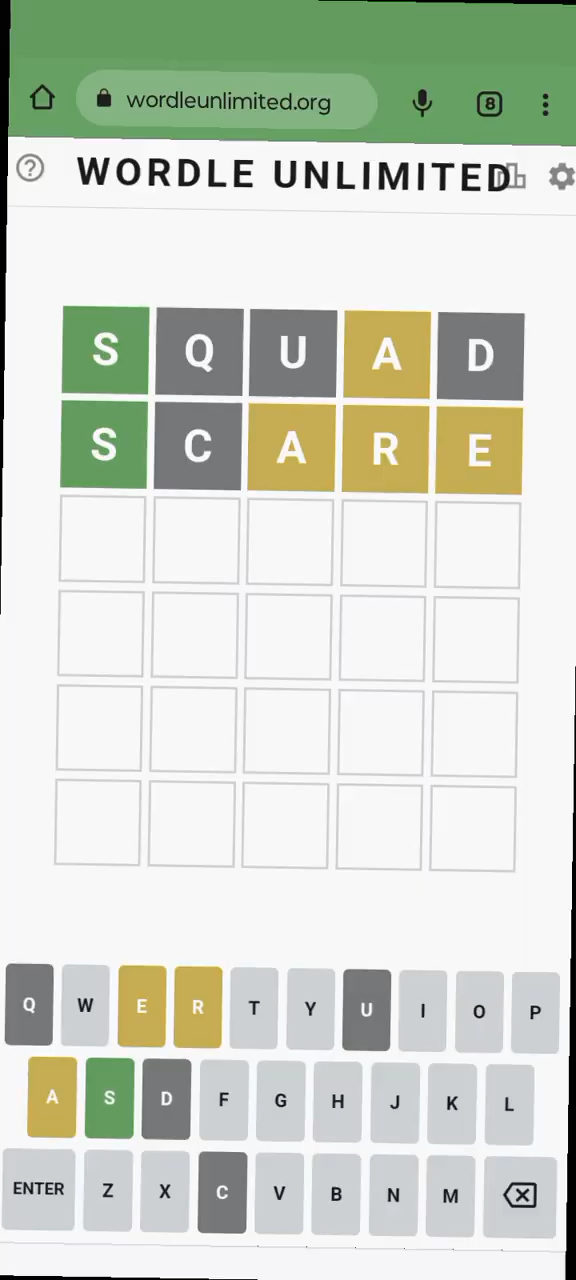 wordleunlimited.org 8
WORDLE UNLIMITED
S Q U A D
S C A R E
Q W E R T Y U I O P
A S D F G H J K L
ENTER Z X C V B N M